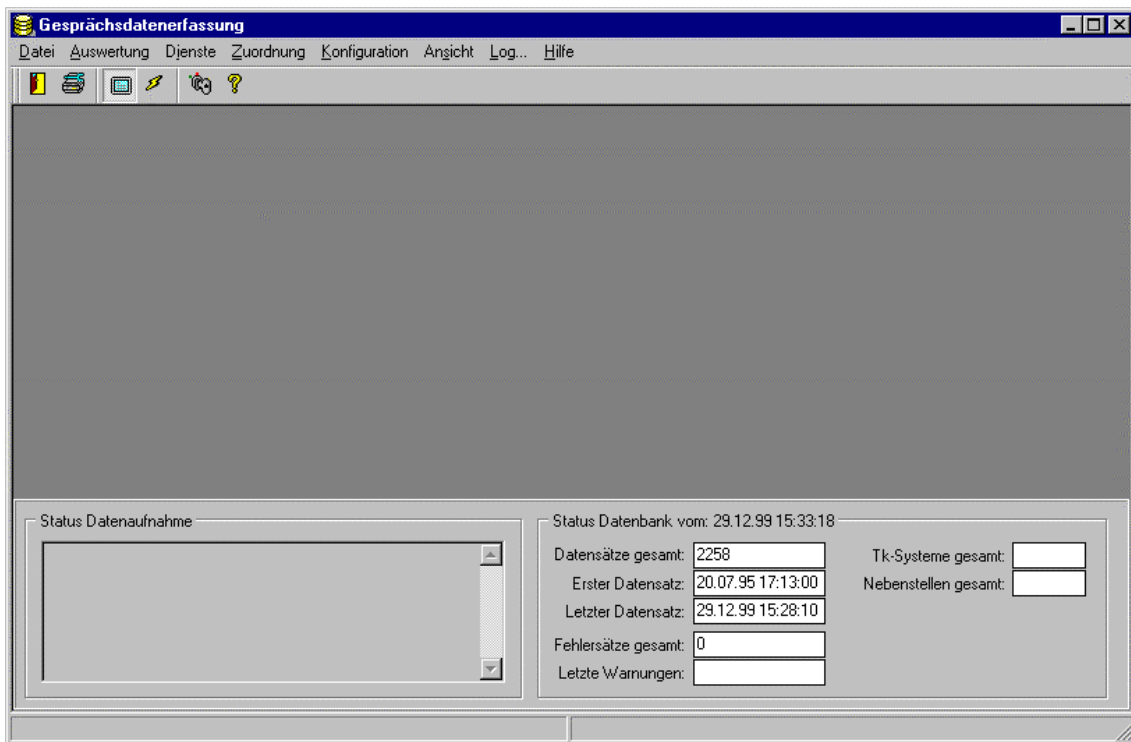 Gesprächsdatenerfassung
Datei Auswertung Dienste Zuordnung Konfiguration Ansicht Log... Hilfe
Status Datenaufnahme
Status Datenbank vom: 29.12.99 15:33:18
Datensätze gesamt: 2258 Tk-Systeme gesamt:
Erster Datensatz: 20.07.95 17:13:00 Nebenstellen gesamt:
Letzter Datensatz: 29.12.99 15:28:10
Fehlersätze gesamt: 0
Letzte Warnungen: